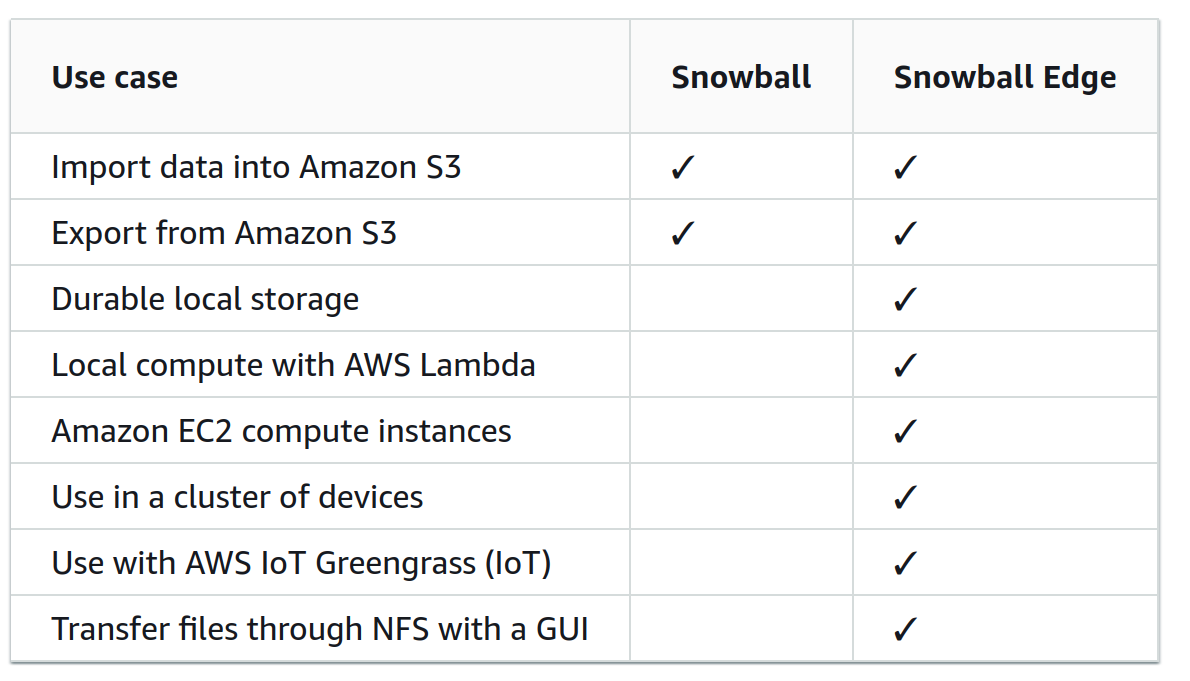 Use case Snowball Snowball Edge
Import data into Amazon S3 ✓ ✓
Export from Amazon S3 ✓ ✓
Durable local storage ✓
Local compute with AWS Lambda ✓
Amazon EC2 compute instances ✓
Use in a cluster of devices ✓
Use with AWS IoT Greengrass (IoT) ✓
Transfer files through NFS with a GUI ✓